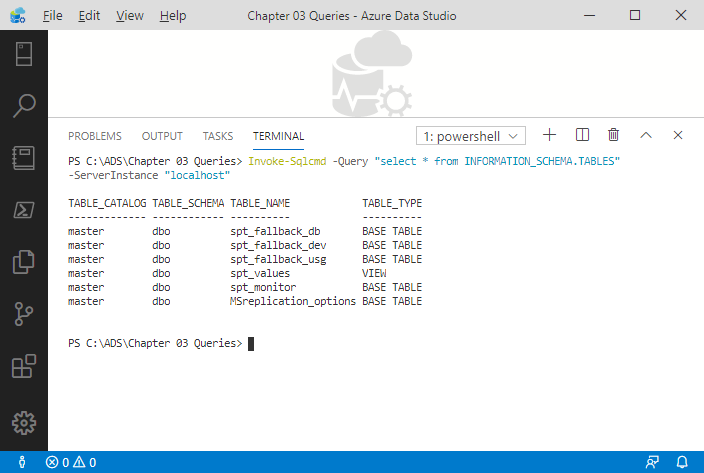 File Edit View Help Chapter 03 Queries - Azure Data Studio
PROBLEMS OUTPUT TASKS TERMINAL 1: powershell
PS C:\ADS\Chapter 03 Queries> Invoke-Sqlcmd -Query "select * from INFORMATION_SCHEMA.TABLES"
-ServerInstance "localhost"
TABLE_CATALOG TABLE_SCHEMA TABLE_NAME TABLE_TYPE
------------- ------------ ---------- ----------
master dbo spt_fallback_db BASE TABLE
master dbo spt_fallback_dev BASE TABLE
master dbo spt_fallback_usg BASE TABLE
master dbo spt_values VIEW
master dbo spt_monitor BASE TABLE
master dbo MSreplication_options BASE TABLE
PS C:\ADS\Chapter 03 Queries>
0 0